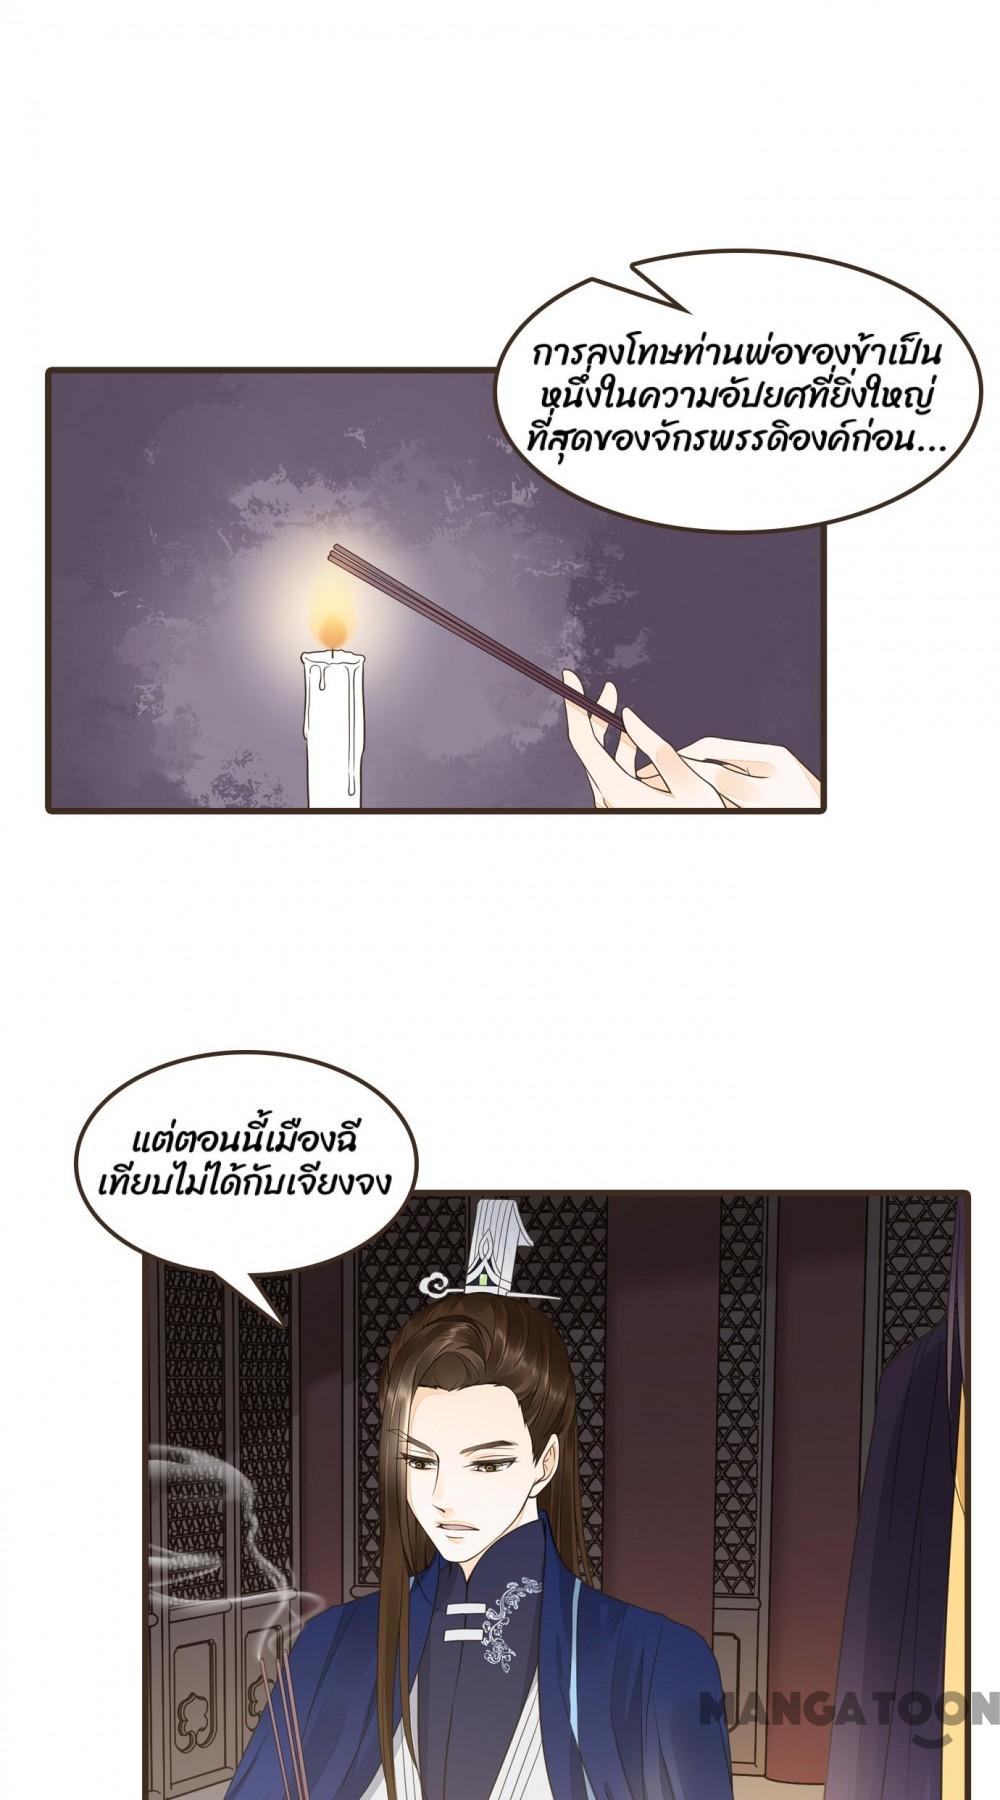 การลงโทษท่านพ่อของข้าเป็น
หนึ่งในความอัปยศที่ยิ่งใหญ่
ที่สุดของจักรพรรดิองค์ก่อน...
แต่ตอนนี้เมืองฉี
เทียบไม่ได้กับเจียงจง
MANGATOON